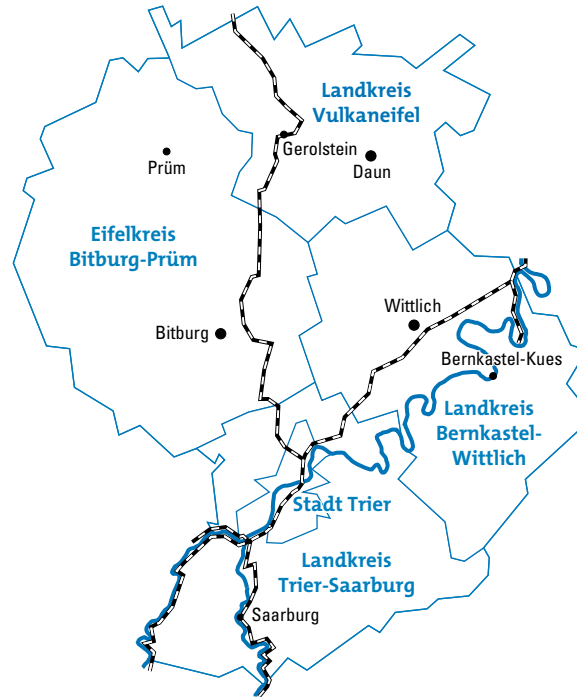 Landkreis
Vulkaneifel
Gerolstein
Prüm
Daun
Eifelkreis
Bitburg-Prüm
Wittlich
Bitburg
Bernkastel-Kues
Landkreis
Bernkastel-
Wittlich
Stadt Trier
Landkreis
Trier-Saarburg
Saarburg